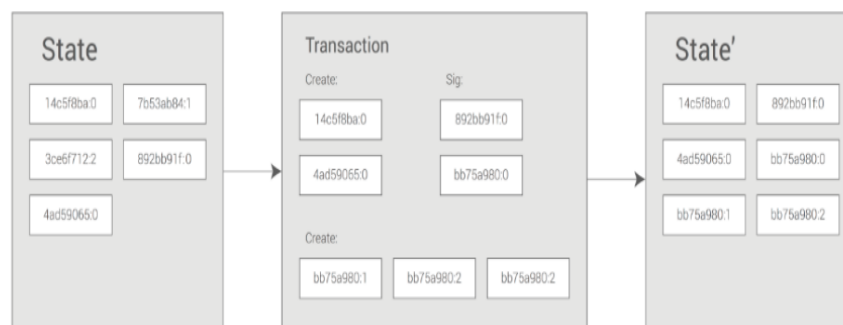 State
14c5f8ba:0 7b53ab84:1
3ce6f712:2 892bb91f:0
4ad59065:0
Transaction
Create: Sig:
14c5f8ba:0 892bb91f:0
4ad59065:0 bb75a980:0
Create:
bb75a980:1 bb75a980:2 bb75a980:2
State’
14c5f8ba:0 892bb91f:0
4ad59065:0 bb75a980:0
bb75a980:1 bb75a980:2